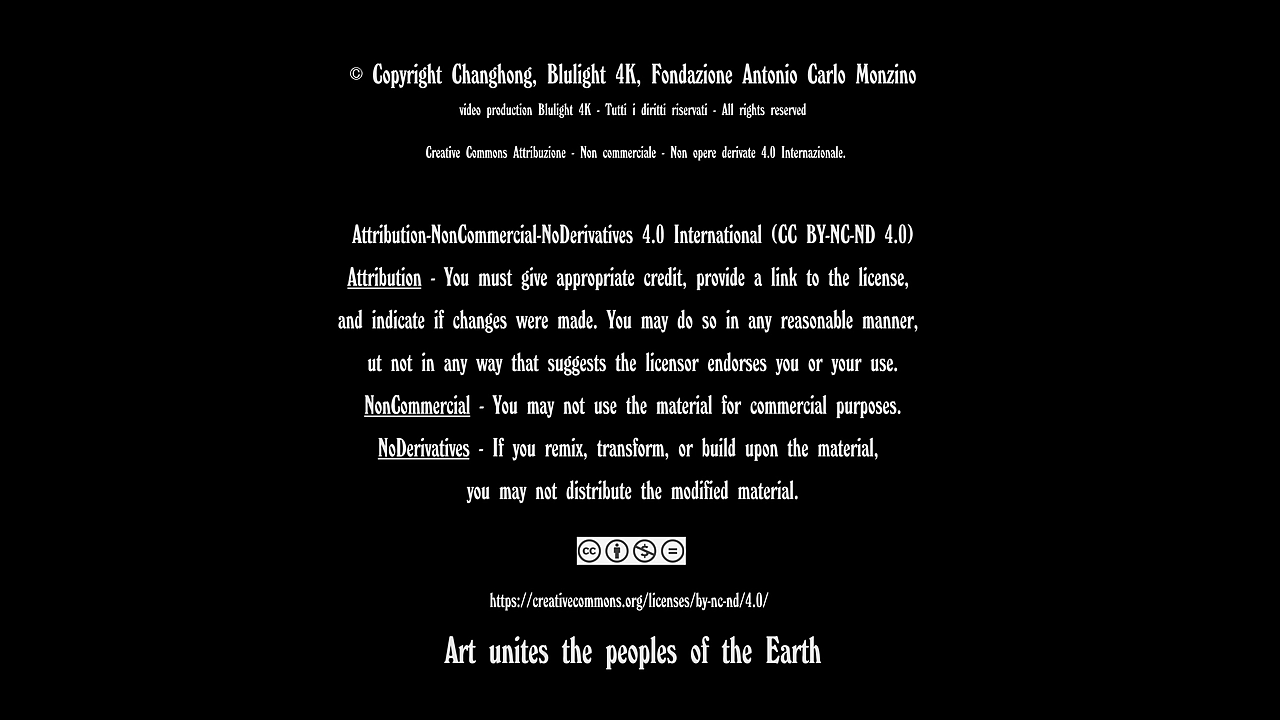 © Copyright Changhong, Blulight 4K, Fondazione Antonio Carlo Monzino
video production Blulight 4K - Tutti i diritti riservati - All rights reserved
Creative Commons Attribuzione - Non commerciale - Non opere derivate 4.0 Internazionale.
Attribution-NonCommercial-NoDerivatives 4.0 International (CC BY-NC-ND 4.0)
Attribution - You must give appropriate credit, provide a link to the license,
and indicate if changes were made. You may do so in any reasonable manner,
ut not in any way that suggests the licensor endorses you or your use.
NonCommercial - You may not use the material for commercial purposes.
NoDerivatives - If you remix, transform, or build upon the material,
you may not distribute the modified material.
cc
https://creativecommons.org/licenses/by-nc-nd/4.0/
Art unites the peoples of the Earth